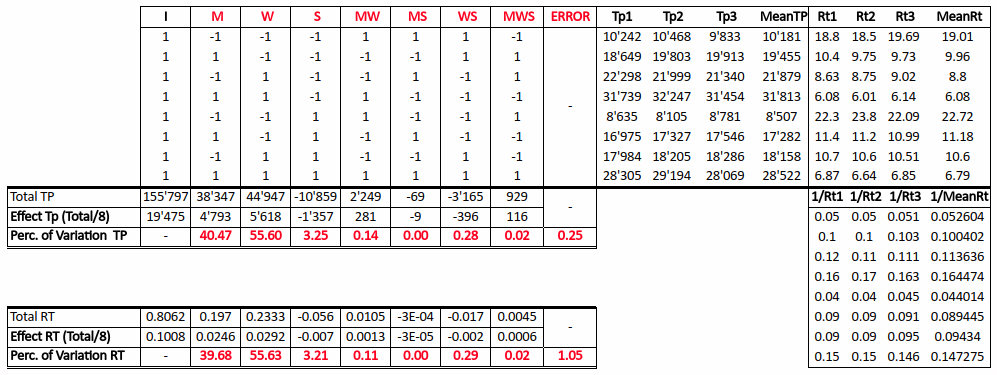 I M W S MW MS WS MWS ERROR Tp1 Tp2 Tp3 MeanTP Rt1 Rt2 Rt3 MeanRt
1 -1 -1 -1 1 1 1 -1 10'242 10'468 9'833 10'181 18.8 18.5 19.69 19.01
1 1 -1 -1 -1 -1 1 1 18'649 19'803 19'913 19'455 10.4 9.75 9.73 9.96
1 -1 1 -1 -1 1 -1 1 22'298 21'999 21'340 21'879 8.63 8.75 9.02 8.8
1 1 1 -1 1 -1 -1 -1 - 31'739 32'247 31'454 31'813 6.08 6.01 6.14 6.08
1 -1 -1 1 1 -1 -1 1 8'635 8'105 8'781 8'507 22.3 23.8 22.09 22.72
1 1 -1 1 -1 1 -1 -1 16'975 17'327 17'546 17'282 11.4 11.2 10.99 11.18
1 -1 1 1 -1 -1 1 -1 17'984 18'205 18'286 18'158 10.7 10.6 10.51 10.6
1 1 1 1 1 1 1 1 28'305 29'194 28'069 28'522 6.87 6.64 6.85 6.79
Total TP 155'797 38'347 44'947 -10'859 2'249 -69 -3'165 929 - 1/Rt1 1/Rt2 1/Rt3 1/MeanRt
Effect Tp (Total/8) 19'475 4'793 5'618 -1'357 281 -9 -396 116 0.05 0.05 0.051 0.052604
Perc. of Variation TP - 40.47 55.60 3.25 0.14 0.00 0.28 0.02 0.25 0.1 0.1 0.103 0.100402
0.12 0.11 0.111 0.113636
0.16 0.17 0.163 0.164474
0.04 0.04 0.045 0.044014
Total RT 0.8062 0.197 0.2333 -0.056 0.0105 -3E-04 -0.017 0.0045 - 0.09 0.09 0.091 0.089445
Effect RT (Total/8) 0.1008 0.0246 0.0292 -0.007 0.0013 -3E-05 -0.002 0.0006 0.09 0.09 0.095 0.09434
Perc. of Variation RT - 39.68 55.63 3.21 0.11 0.00 0.29 0.02 1.05 0.15 0.15 0.146 0.147275